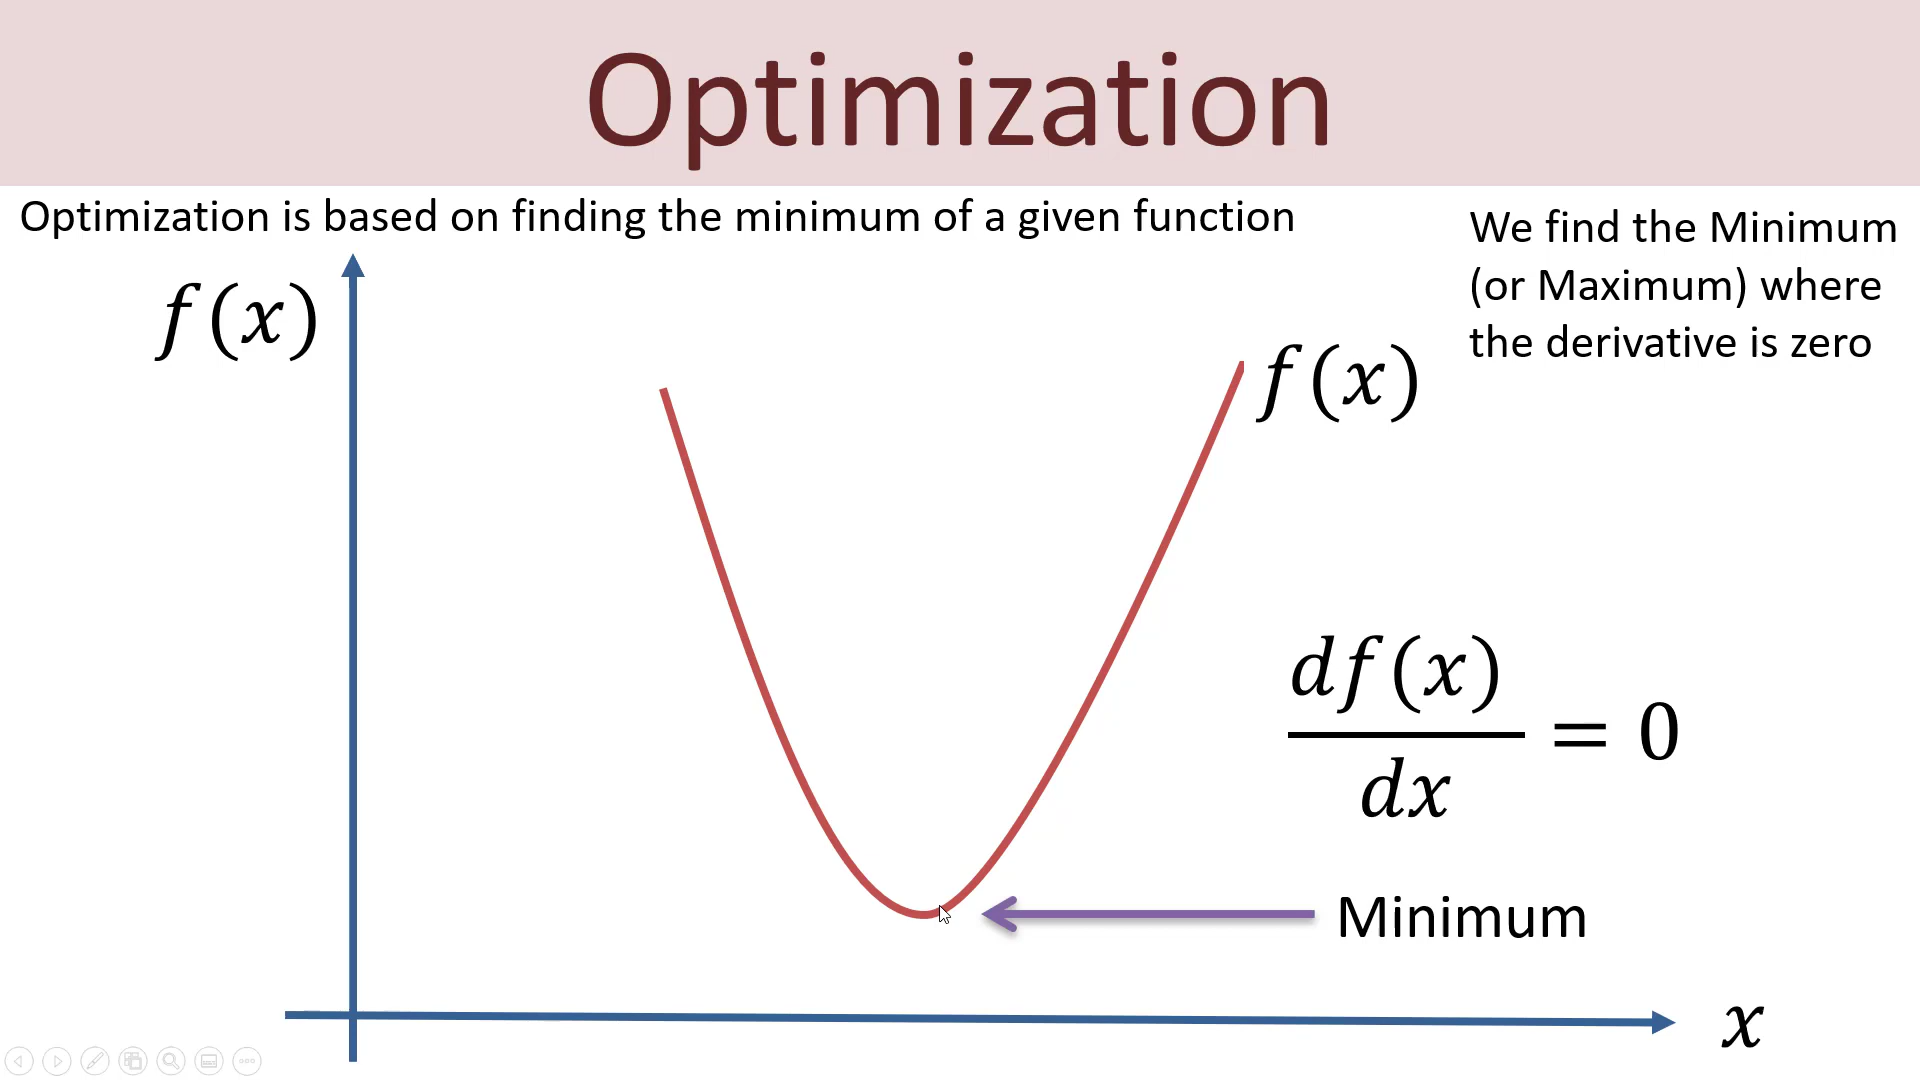 Optimization
Optimization is based on finding the minimum of a given function
We find the Minimum
(or Maximum) where
the derivative is zero
f(x)
f(x)
df(x)
dx
= 0
Minimum
x